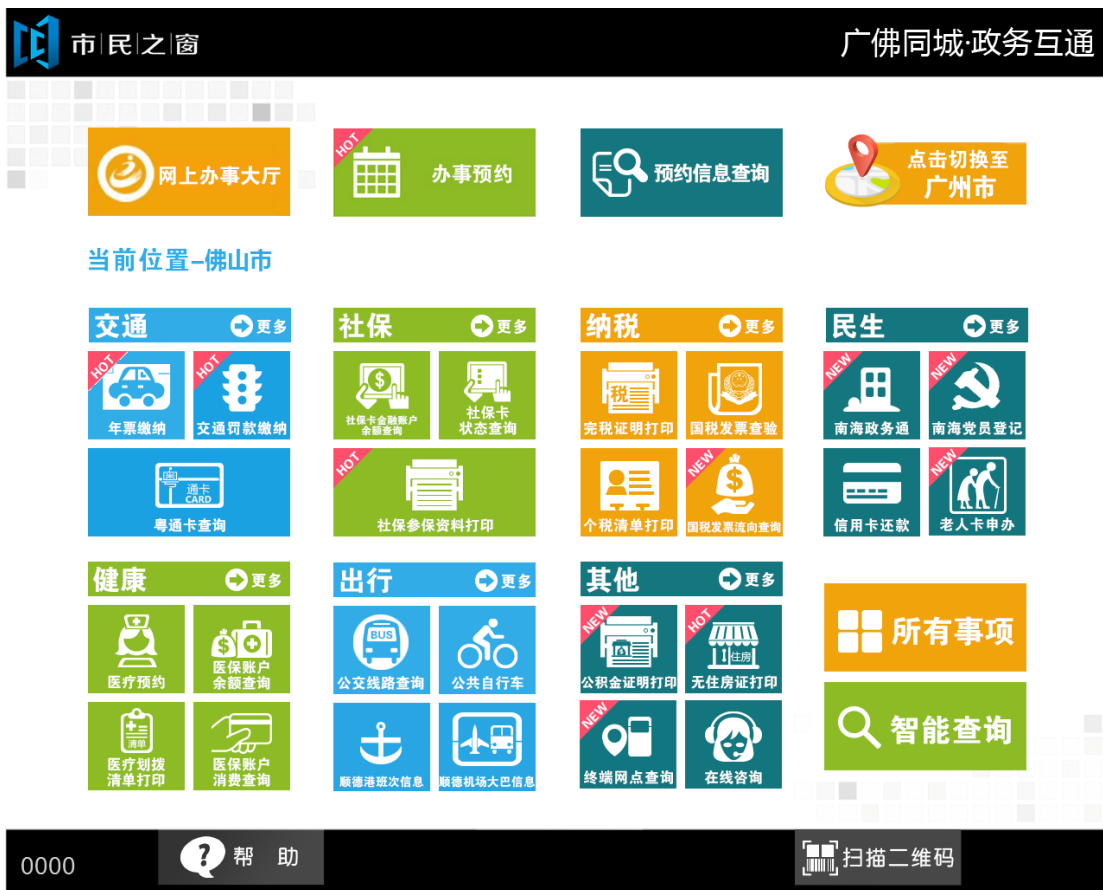 市民之窗
广佛同城·政务互通
网上办事大厅
HOT
办事预约
预约信息查询
点击切换至
广州市
当前位置–佛山市
交通
更多
HOT
年票缴纳
HOT
交通罚款缴纳
通卡
CARD
粤通卡查询
社保
更多
社保卡金融账户
余额查询
社保卡
状态查询
HOT
社保参保资料打印
纳税
更多
税
完税证明打印
国税发票查验
个税清单打印
NEW
国税发票流向查询
民生
更多
NEW
南海政务通
NEW
南海党员登记
信用卡还款
NEW
老人卡申办
健康
更多
医疗预约
医保账户
余额查询
清单
医疗划拨
清单打印
医保账户
消费查询
出行
更多
BUS
公交线路查询
公共自行车
顺德港班次信息
顺德机场大巴信息
其他
更多
NEW
公积金证明打印
HOT
住房
无住房证打印
NEW
终端网点查询
在线咨询
所有事项
智能查询
0000
帮 助
扫描二维码